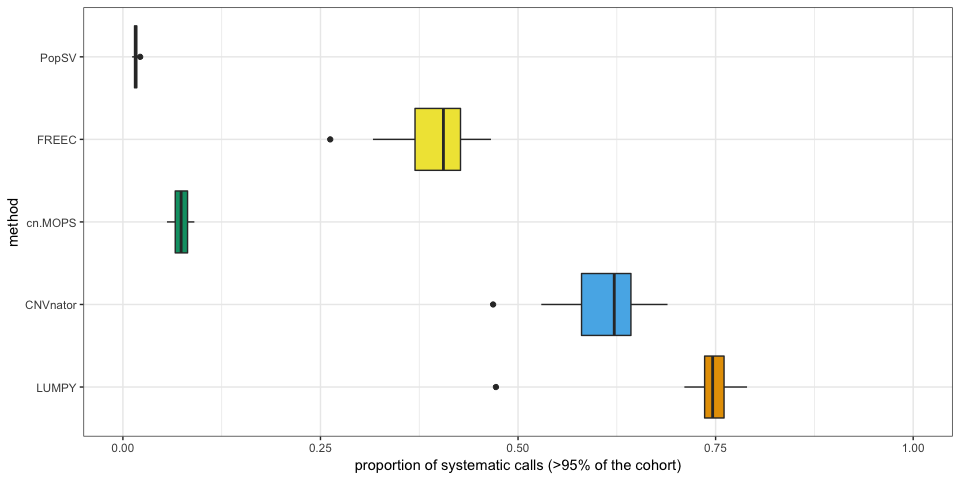 PopSV
FREEC
cn.MOPS
CNVnator
LUMPY
method
0.00 0.25 0.50 0.75 1.00
proportion of systematic calls (>95% of the cohort)